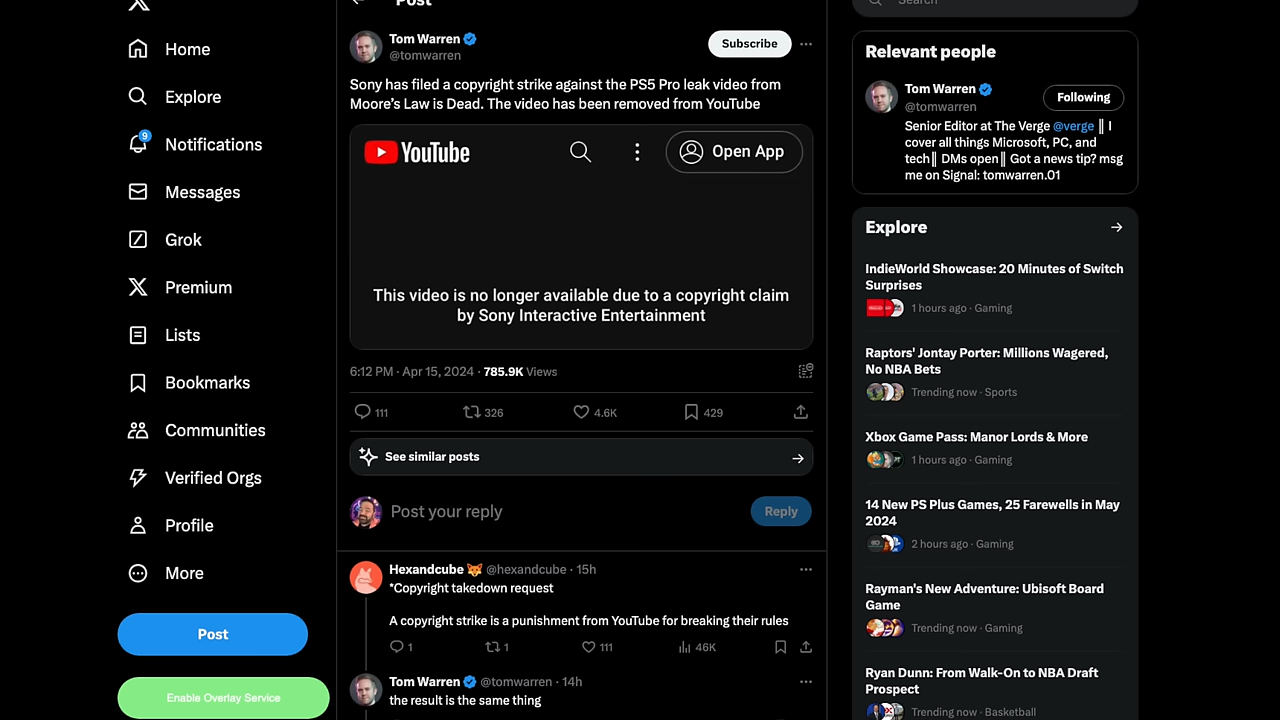 Home
Explore
Notifications
9
Messages
Grok
Premium
Lists
Bookmarks
Communities
Verified Orgs
Profile
More
Post
Enable Overlay Service
Post
Tom Warren
@tomwarren
Subscribe
Sony has filed a copyright strike against the PS5 Pro leak video from
Moore's Law is Dead. The video has been removed from YouTube
YouTube
Open App
This video is no longer available due to a copyright claim
by Sony Interactive Entertainment
6:12 PM · Apr 15, 2024 · 785.9K Views
111 326 4.6K 429
See similar posts
Post your reply
Reply
Hexandcube 🦊 @hexandcube · 15h
*Copyright takedown request
A copyright strike is a punishment from YouTube for breaking their rules
1 1 111 46K
Tom Warren @tomwarren · 14h
the result is the same thing
Search
Relevant people
Tom Warren
@tomwarren
Following
Senior Editor at The Verge @verge ║ I
cover all things Microsoft, PC, and
tech║ DMs open║ Got a news tip? msg
me on Signal: tomwarren.01
Explore
IndieWorld Showcase: 20 Minutes of Switch
Surprises
1 hours ago · Gaming
Raptors' Jontay Porter: Millions Wagered,
No NBA Bets
Trending now · Sports
Xbox Game Pass: Manor Lords & More
1 hours ago · Gaming
14 New PS Plus Games, 25 Farewells in May
2024
2 hours ago · Gaming
Rayman's New Adventure: Ubisoft Board
Game
Trending now · Gaming
Ryan Dunn: From Walk-On to NBA Draft
Prospect
Trending now · Basketball